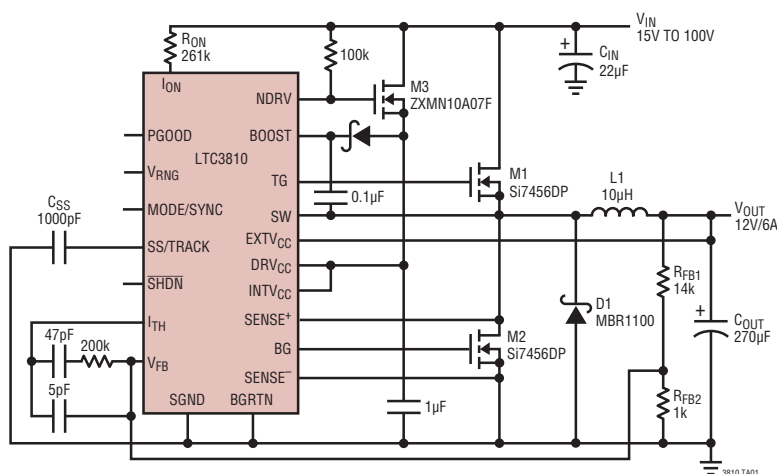 V_IN
15V TO 100V
R_ON
261k
100k
C_IN
22µF
+
M3
ZXMN10A07F
I_ON
NDRV
PGOOD
BOOST
LTC3810
V_RNG
TG
M1
Si7456DP
L1
10µH
0.1µF
MODE/SYNC
SW
V_OUT
12V/6A
C_SS
1000pF
EXTV_CC
SS/TRACK
DRV_CC
R_FB1
14k
SHDN
INTV_CC
D1
MBR1100
+
C_OUT
270µF
SENSE+
I_TH
M2
Si7456DP
47pF
200k
BG
V_FB
SENSE–
5pF
R_FB2
1k
SGND
BGRTN
1µF
3810 TA01